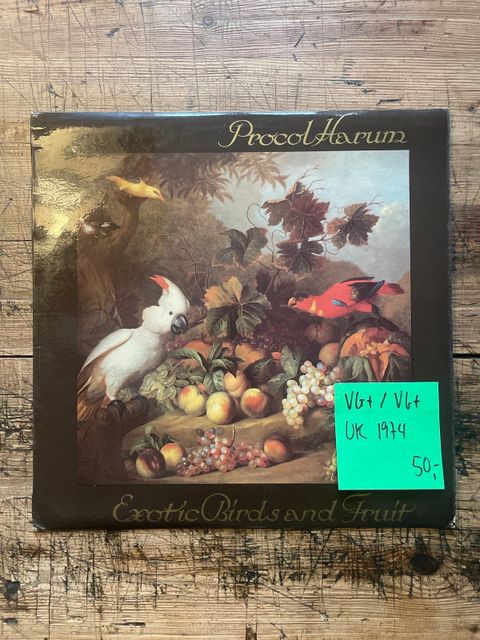 Procol Harum
VG+ / VG+
UK 1974
50,-
Exotic Birds and Fruit